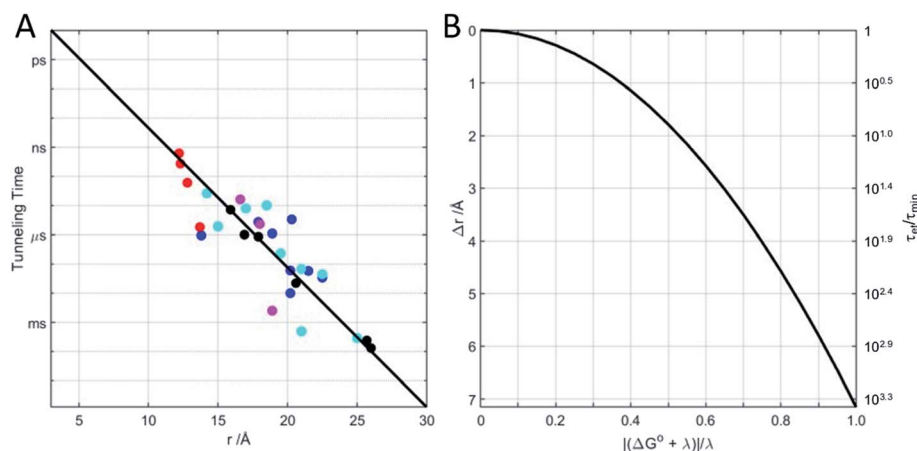 A
Tunneling Time
ps
ns
μs
ms
5 10 15 20 25 30
r /Å
B
Δr /Å
0
1
2
3
4
5
6
7
0 0.2 0.4 0.6 0.8 1.0
|(ΔG° + λ)|/λ
1
10^0.5
10^1.0
10^1.4
10^1.9
10^2.4
10^2.9
10^3.3
τet/τmin